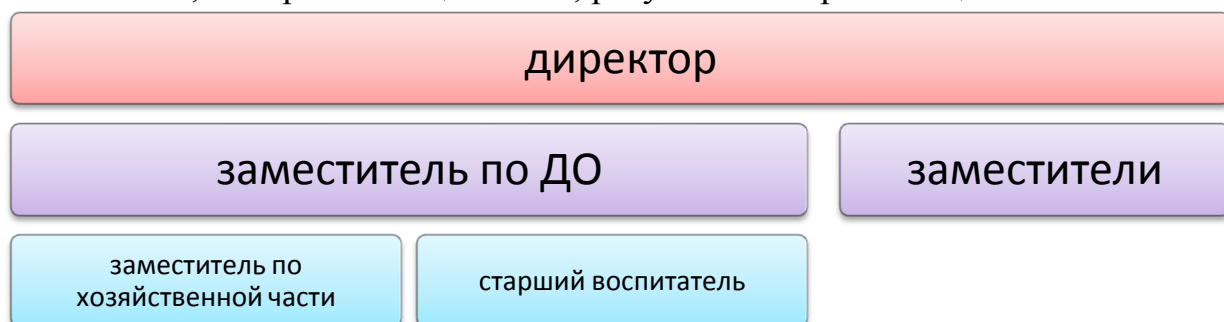 директор
заместитель по ДО
заместители
заместитель по
хозяйственной части
старший воспитатель